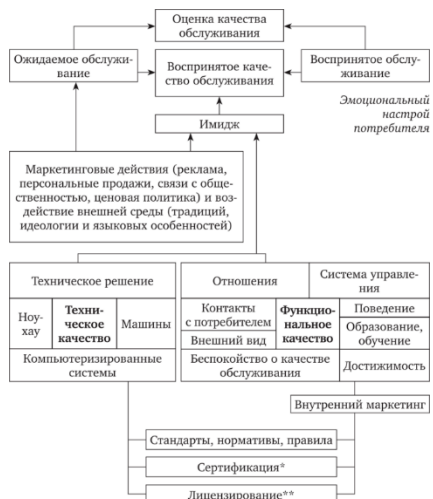 Оценка качества
обслуживания
Ожидаемое обслужи-
вание
Воспринятое каче-
ство обслуживания
Воспринятое обслу-
живание
Эмоциональный
настрой
потребителя
Имидж
Маркетинговые действия (реклама,
персональные продажи, связи с обще-
ственностью, ценовая политика) и воз-
действие внешней среды (традиций,
идеологии и языковых особенностей)
Техническое решение
Ноу-
хау
Техни-
ческое
качество
Машины
Компьютеризированные
системы
Отношения
Система управле-
ния
Контакты
с потребителем
Внешний вид
Функцио-
нальное
качество
Поведение
Образование,
обучение
Беспокойство о качестве
обслуживания
Достижимость
Внутренний маркетинг
Стандарты, нормативы, правила
Сертификация*
Лицензирование**